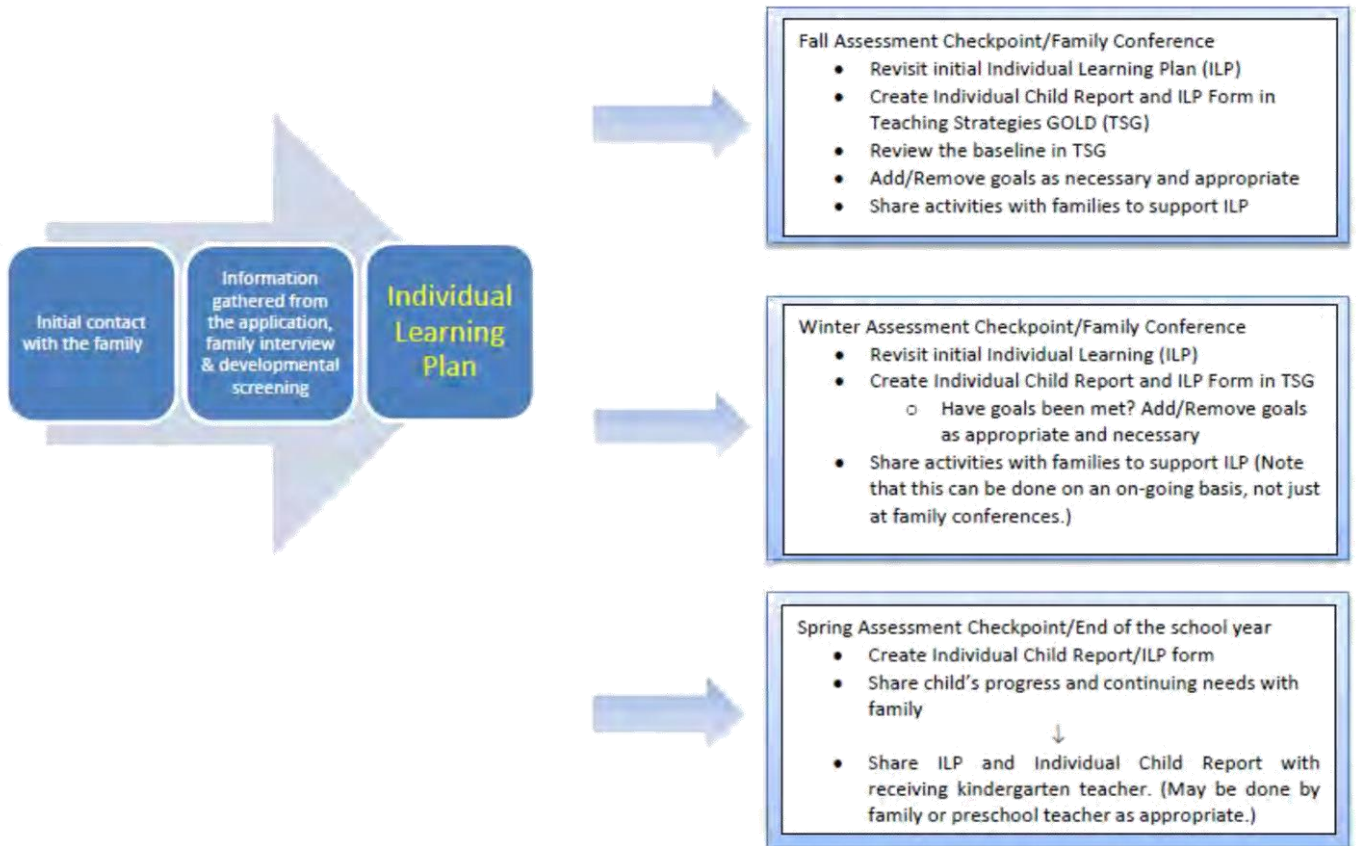 Initial contact
with the family
Information
gathered from
the application,
family interview
& developmental
screening
Individual
Learning
Plan
Fall Assessment Checkpoint/Family Conference
• Revisit initial Individual Learning Plan (ILP)
• Create Individual Child Report and ILP Form in
Teaching Strategies GOLD (TSG)
• Review the baseline in TSG
• Add/Remove goals as necessary and appropriate
• Share activities with families to support ILP
Winter Assessment Checkpoint/Family Conference
• Revisit initial Individual Learning (ILP)
• Create Individual Child Report and ILP Form in TSG
○ Have goals been met? Add/Remove goals
as appropriate and necessary
• Share activities with families to support ILP (Note
that this can be done on an on-going basis, not just
at family conferences.)
Spring Assessment Checkpoint/End of the school year
• Create Individual Child Report/ILP form
• Share child's progress and continuing needs with
family
↓
• Share ILP and Individual Child Report with
receiving kindergarten teacher. (May be done by
family or preschool teacher as appropriate.)